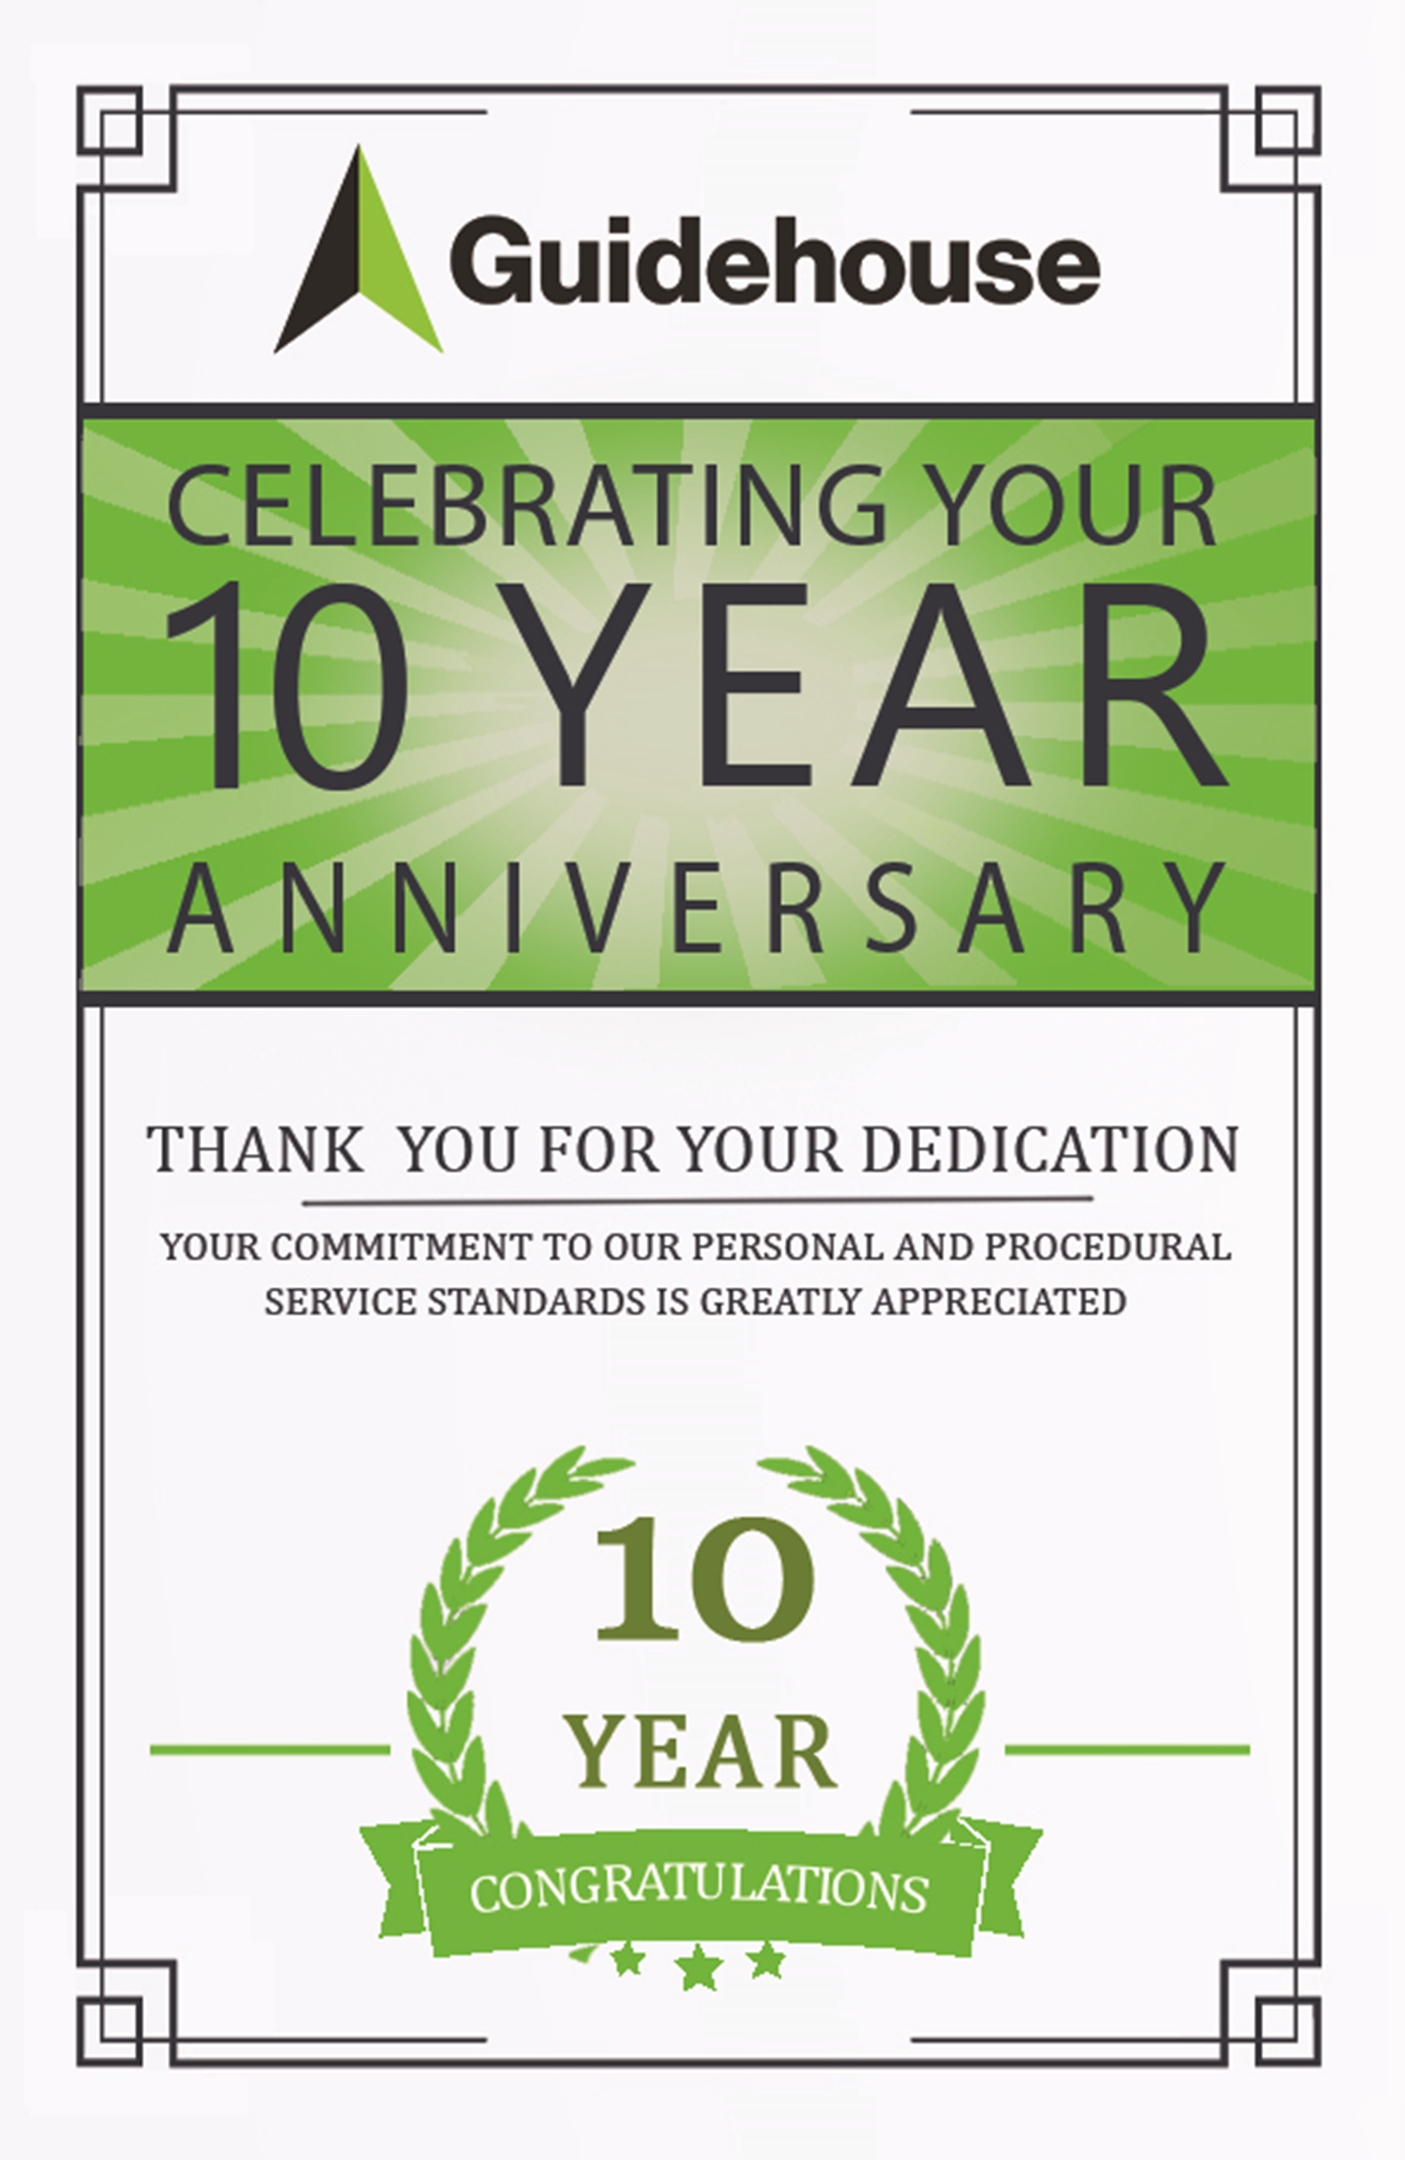 Guidehouse
CELEBRATING YOUR
10 YEAR
ANNIVERSARY
THANK YOU FOR YOUR DEDICATION
YOUR COMMITMENT TO OUR PERSONAL AND PROCEDURAL
SERVICE STANDARDS IS GREATLY APPRECIATED
10
YEAR
CONGRATULATIONS